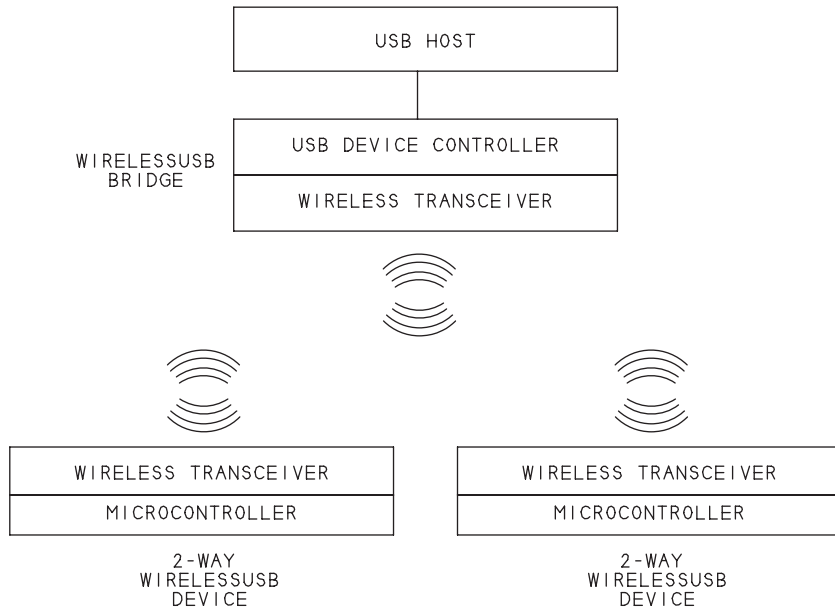 USB HOST
USB DEVICE CONTROLLER
WIRELESSUSB
BRIDGE
WIRELESS TRANSCEIVER
WIRELESS TRANSCEIVER
MICROCONTROLLER
2-WAY
WIRELESSUSB
DEVICE
WIRELESS TRANSCEIVER
MICROCONTROLLER
2-WAY
WIRELESSUSB
DEVICE